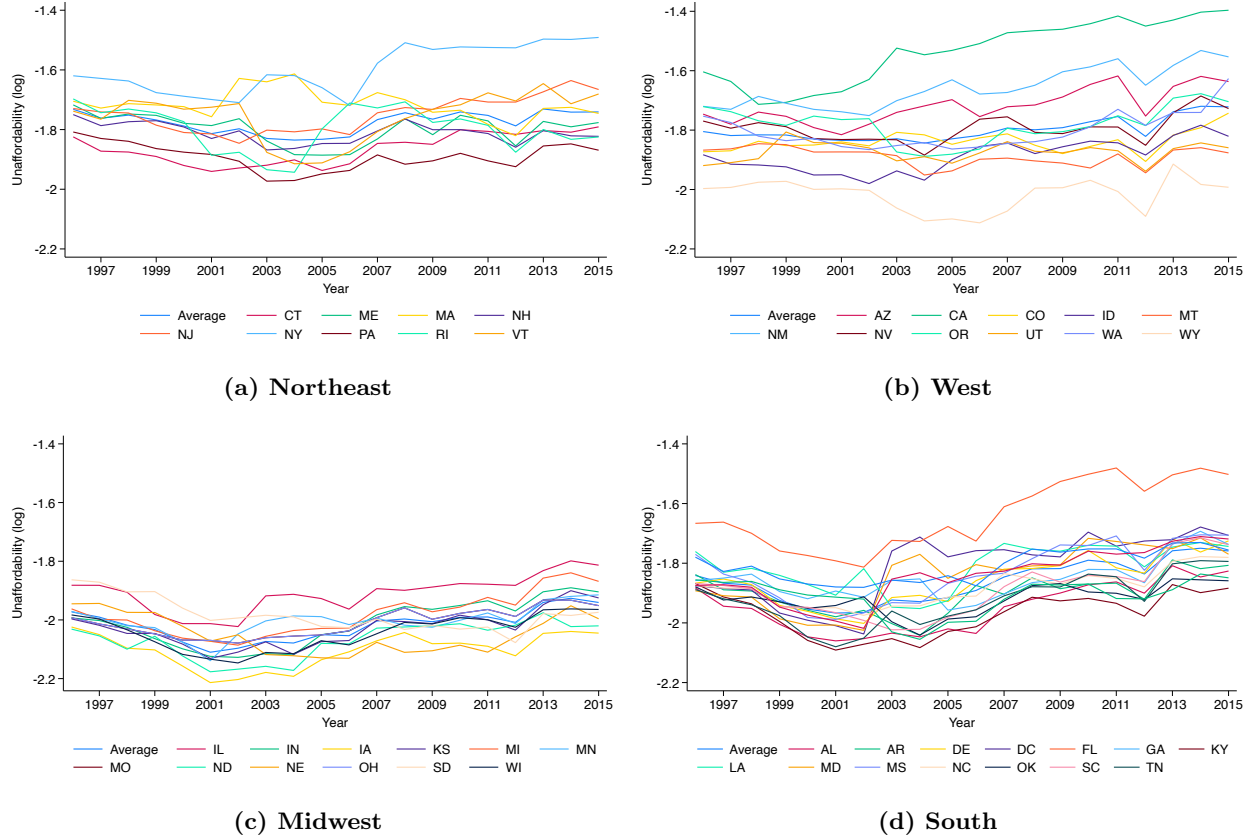 Unaffordability (log)
-1.4
-1.6
-1.8
-2
-2.2
1997 1999 2001 2003 2005 2007 2009 2011 2013 2015
Year
Average CT ME MA NH
NJ NY PA RI VT
(a) Northeast
Unaffordability (log)
-1.4
-1.6
-1.8
-2
-2.2
1997 1999 2001 2003 2005 2007 2009 2011 2013 2015
Year
Average AZ CA CO ID MT
NM NV OR UT WA WY
(b) West
Unaffordability (log)
-1.4
-1.6
-1.8
-2
-2.2
1997 1999 2001 2003 2005 2007 2009 2011 2013 2015
Year
Average IL IN IA KS MI MN
MO ND NE OH SD WI
(c) Midwest
Unaffordability (log)
-1.4
-1.6
-1.8
-2
-2.2
1997 1999 2001 2003 2005 2007 2009 2011 2013 2015
Year
Average AL AR DE DC FL GA KY
LA MD MS NC OK SC TN
(d) South